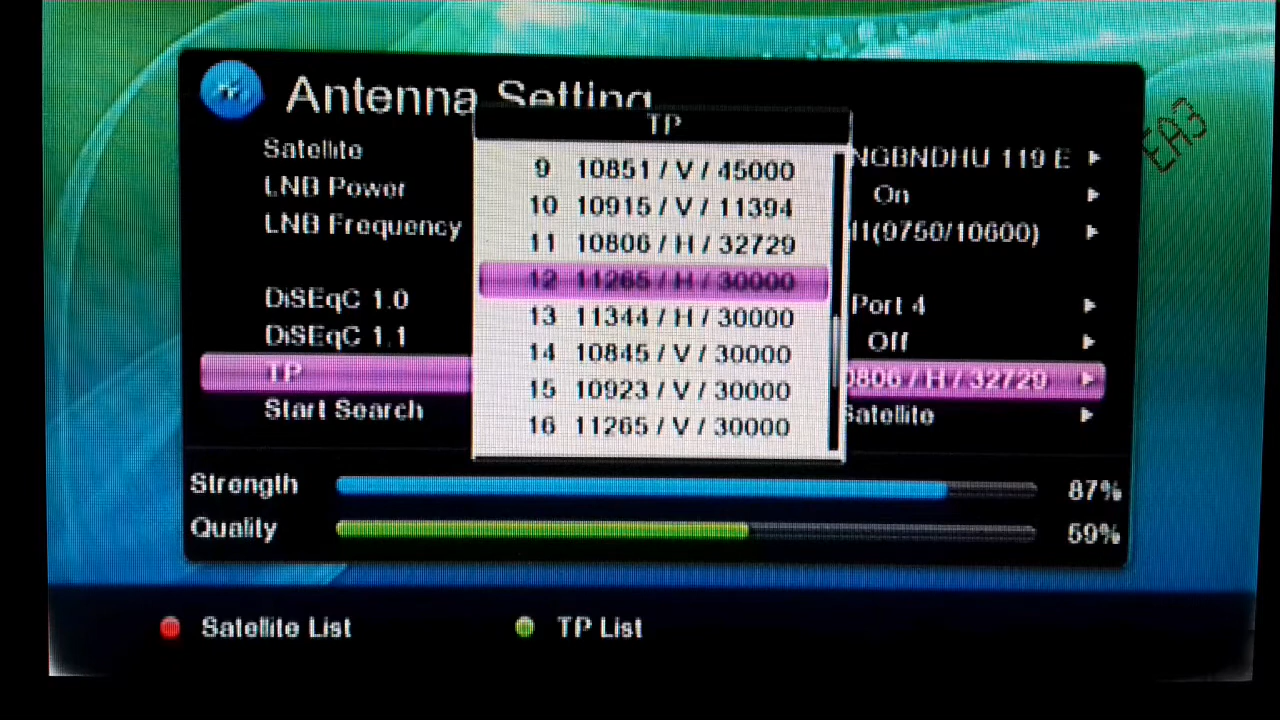 Antenna Setting
TP
Satellite
NGBNDHU 119 E
LNB Power
On
LNB Frequency
(9750/10600)
DiSEqC 1.0
Port 4
DiSEqC 1.1
Off
TP
0806 / H / 32729
Start Search
Satellite
9 10851 / V / 45000
10 10915 / V / 11394
11 10806 / H / 32729
12 11265 / H / 30000
13 11344 / H / 30000
14 10845 / V / 30000
15 10923 / V / 30000
16 11265 / V / 30000
Strength
87%
Quality
59%
Satellite List
TP List
EA3